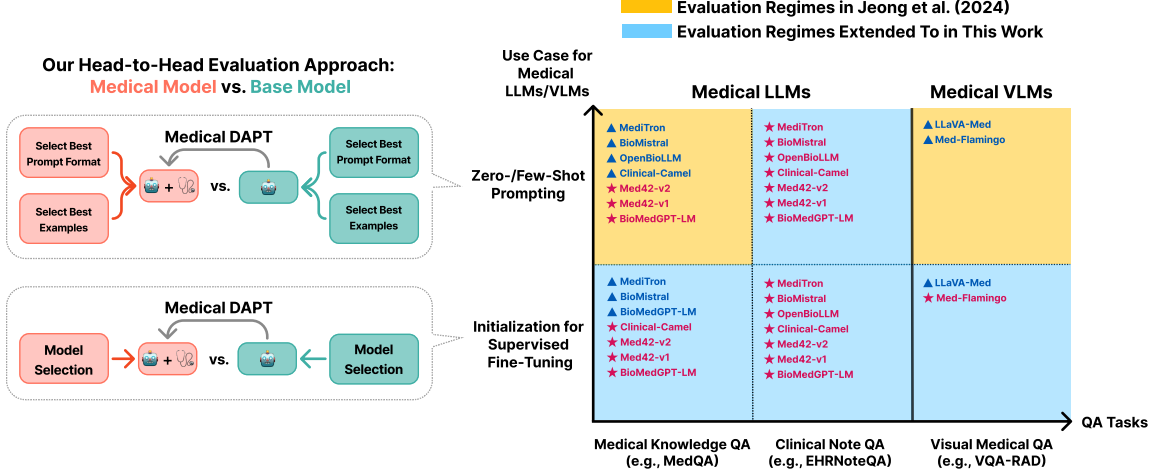 Evaluation Regimes in Jeong et al. (2024)
Evaluation Regimes Extended To in This Work
Our Head-to-Head Evaluation Approach:
Medical Model vs. Base Model
Select Best
Prompt Format
Select Best
Examples
Medical DAPT
+
vs.
Select Best
Prompt Format
Select Best
Examples
Model
Selection
Medical DAPT
+
vs.
Model
Selection
Use Case for
Medical
LLMs/VLMs
Zero-/Few-Shot
Prompting
Initialization for
Supervised
Fine-Tuning
Medical LLMs
Medical VLMs
MediTron
BioMistral
OpenBioLLM
Clinical-Camel
Med42-v2
Med42-v1
BioMedGPT-LM
MediTron
BioMistral
OpenBioLLM
Clinical-Camel
Med42-v2
Med42-v1
BioMedGPT-LM
LLaVA-Med
Med-Flamingo
MediTron
BioMistral
BioMedGPT-LM
Clinical-Camel
Med42-v2
Med42-v1
BioMedGPT-LM
MediTron
BioMistral
OpenBioLLM
Clinical-Camel
Med42-v2
Med42-v1
BioMedGPT-LM
LLaVA-Med
Med-Flamingo
QA Tasks
Medical Knowledge QA
(e.g., MedQA)
Clinical Note QA
(e.g., EHRNoteQA)
Visual Medical QA
(e.g., VQA-RAD)